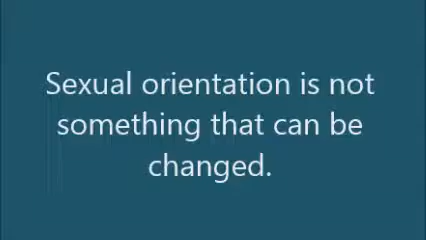 Sexual orientation is not
something that can be
changed.